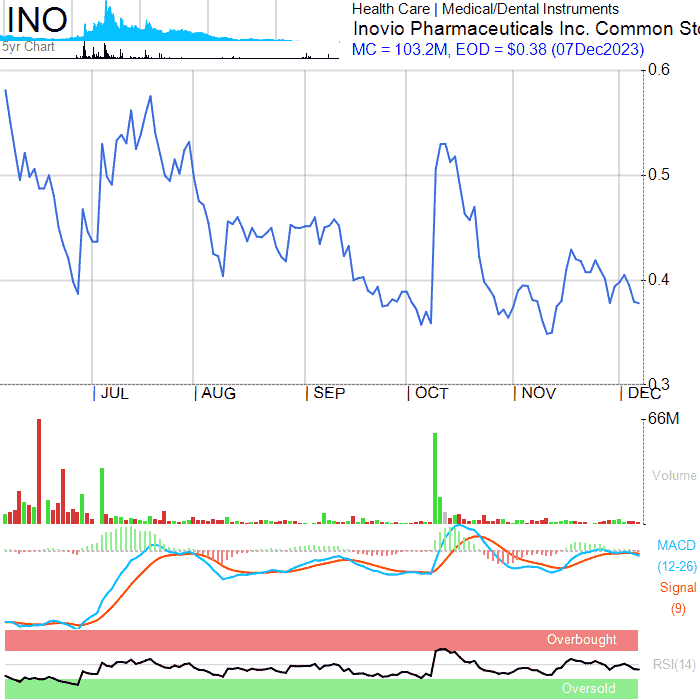 INO
5yr Chart
Health Care | Medical/Dental Instruments
Inovio Pharmaceuticals Inc. Common Sto
MC = 103.2M, EOD = $0.38 (07Dec2023)
0.6
0.5
0.4
0.3
JUL AUG SEP OCT NOV DEC
66M
Volume
MACD
(12-26)
Signal
(9)
Overbought
RSI(14)
Oversold